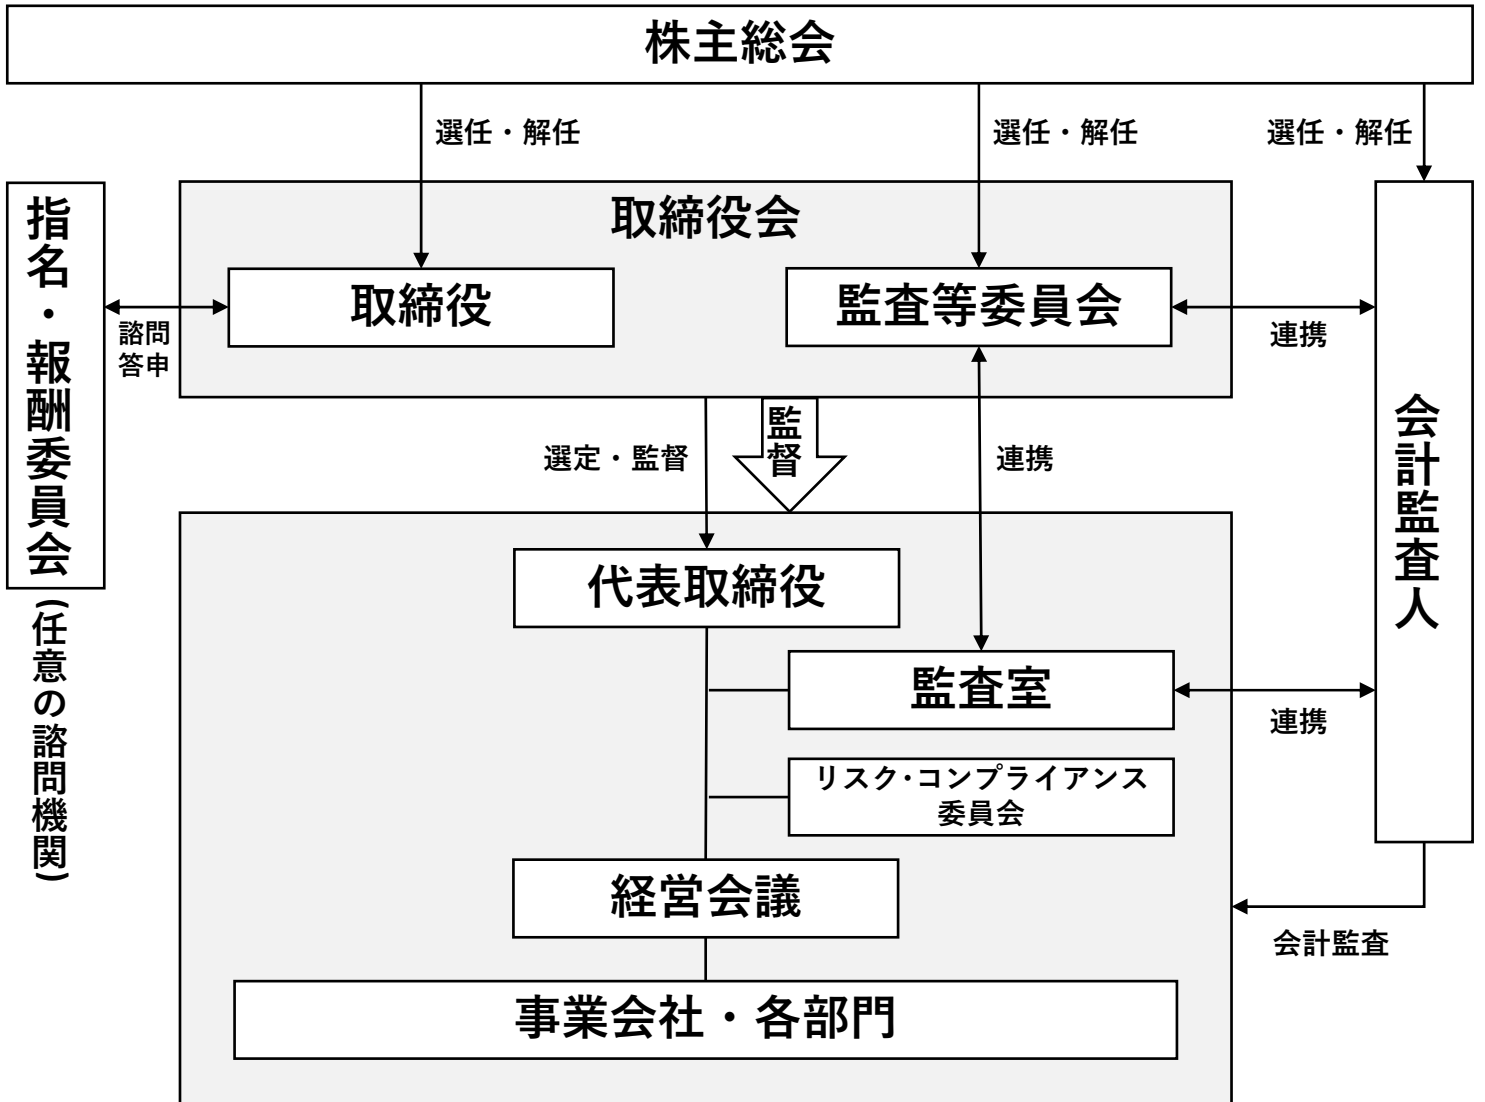 株主総会
選任・解任
選任・解任
選任・解任
指名・報酬委員会
(任意の諮問機関)
取締役会
取締役
監査等委員会
諮問
答申
連携
会計監査人
選定・監督
監督
連携
代表取締役
監査室
連携
リスク・コンプライアンス
委員会
経営会議
会計監査
事業会社・各部門